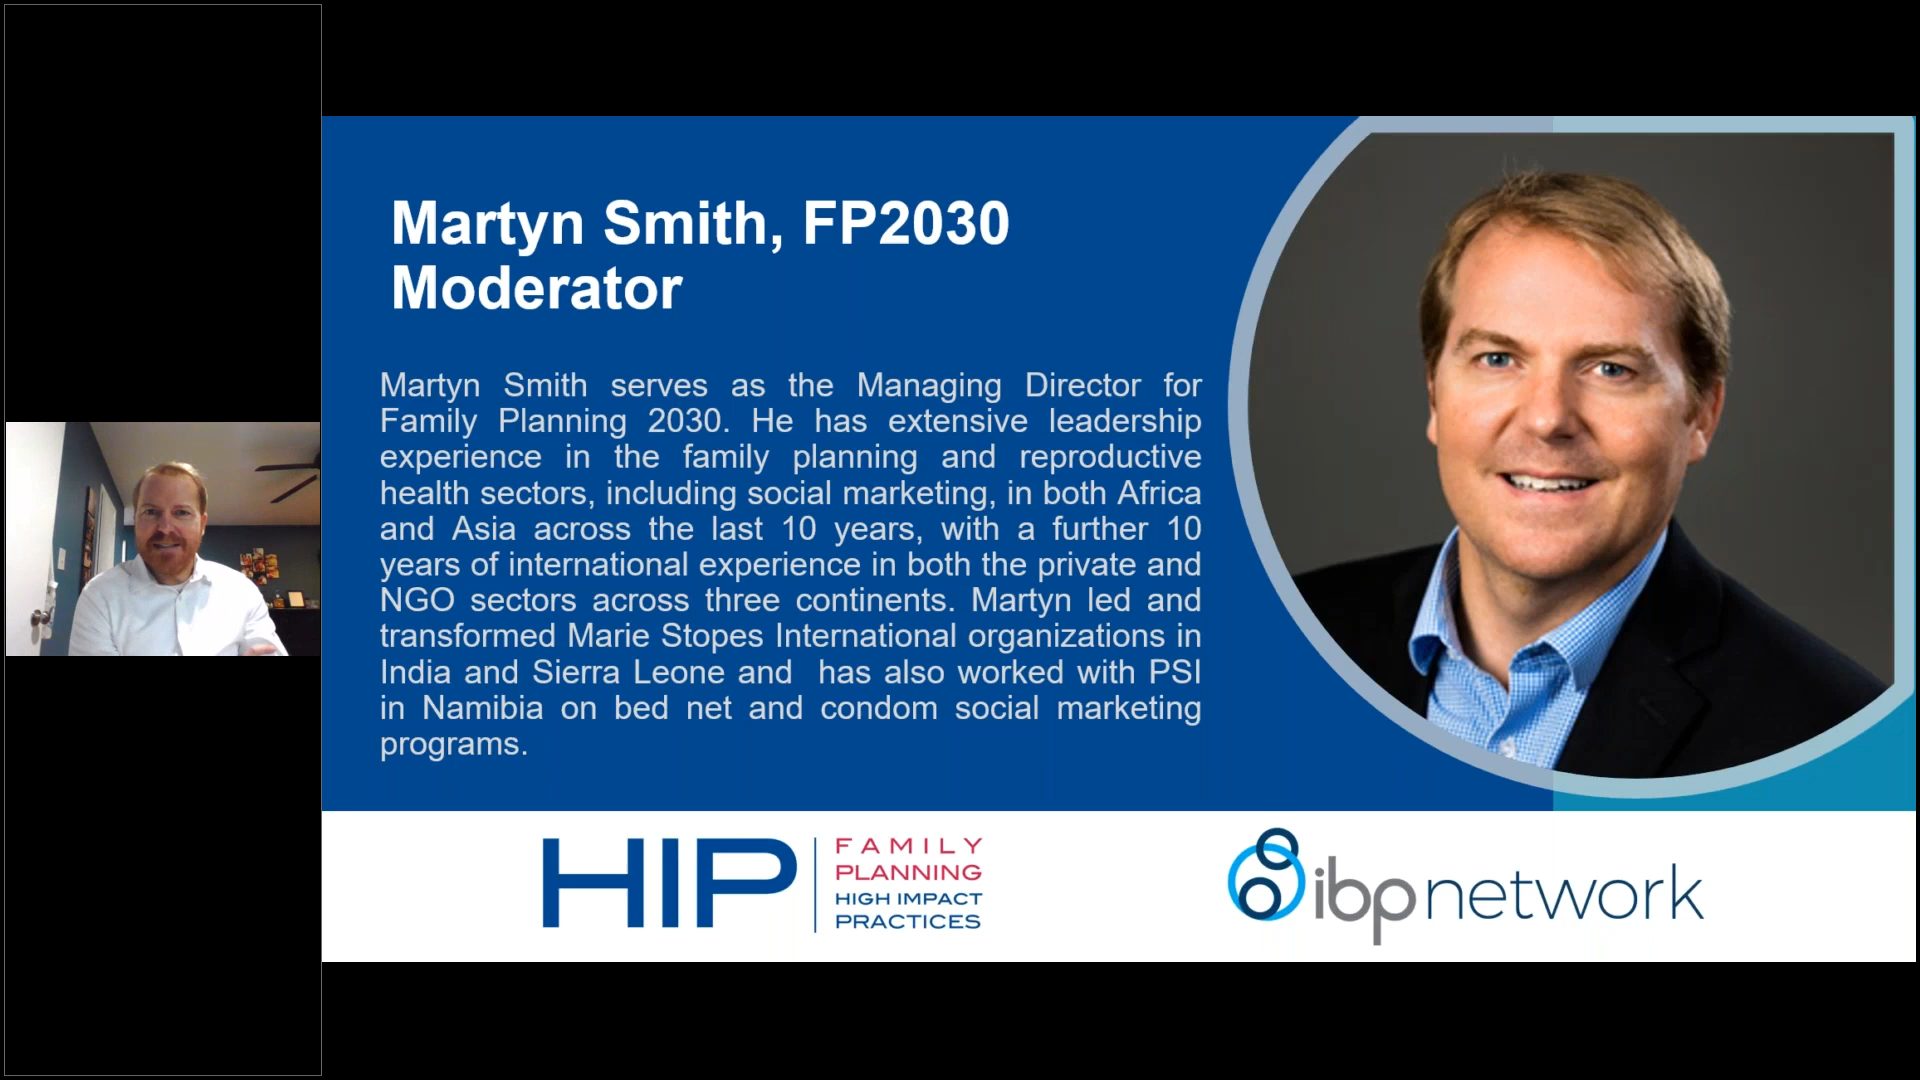 Martyn Smith, FP2030
Moderator
Martyn Smith serves as the Managing Director for
Family Planning 2030. He has extensive leadership
experience in the family planning and reproductive
health sectors, including social marketing, in both Africa
and Asia across the last 10 years, with a further 10
years of international experience in both the private and
NGO sectors across three continents. Martyn led and
transformed Marie Stopes International organizations in
India and Sierra Leone and  has also worked with PSI
in Namibia on bed net and condom social marketing
programs.
HIP
FAMILY
PLANNING
HIGH IMPACT
PRACTICES
ibpnetwork